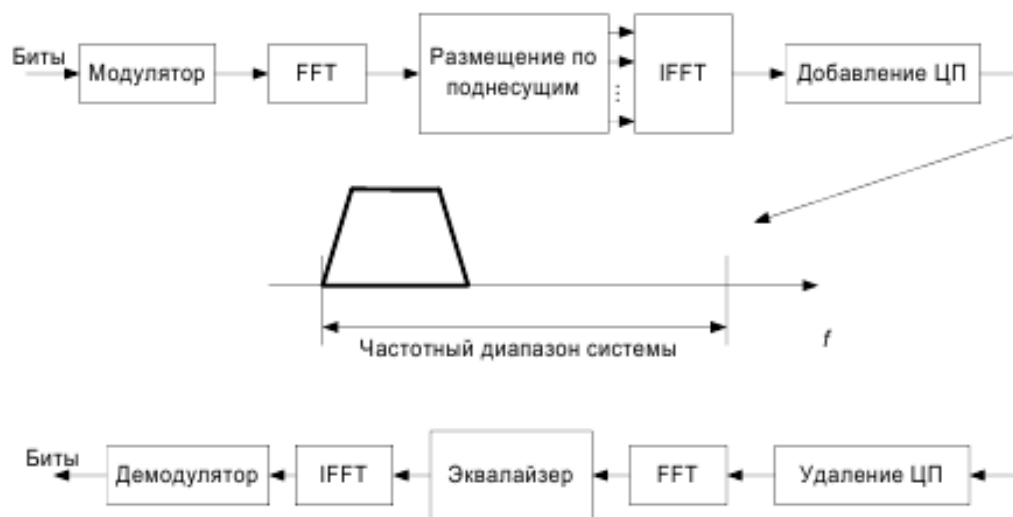 Биты
Модулятор
FFT
Размещение по
поднесущим
IFFT
Добавление ЦП
Частотный диапазон системы
f
Биты
Демодулятор
IFFT
Эквалайзер
FFT
Удаление ЦП